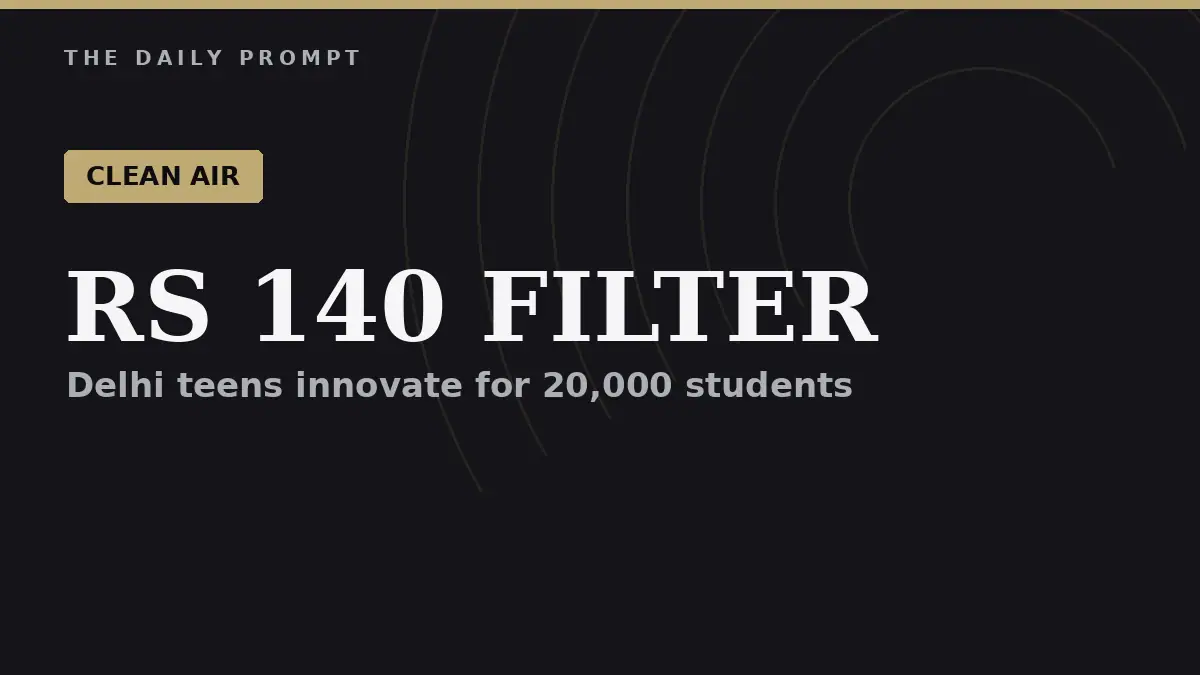 THE DAILY PROMPT
CLEAN AIR
RS 140 FILTER
Delhi teens innovate for 20,000 students